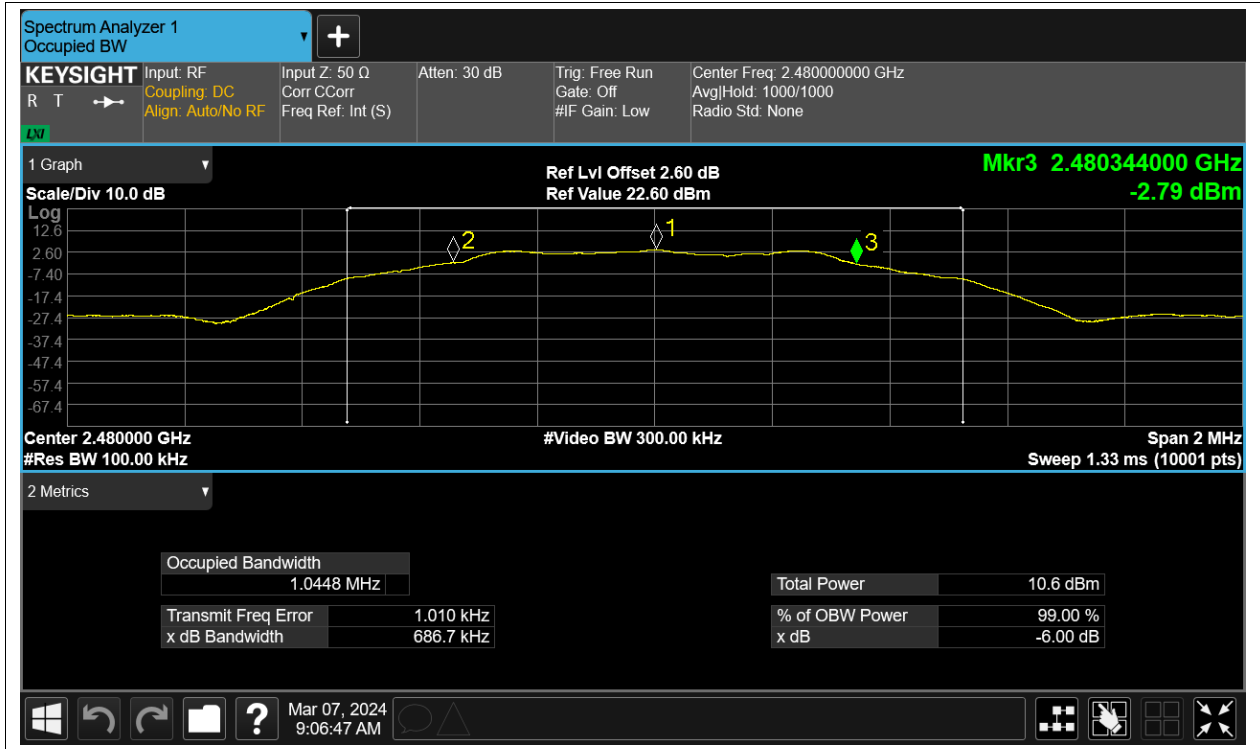 Spectrum Analyzer 1
Occupied BW
KEYSIGHT
R T
LXI
Input: RF
Coupling: DC
Align: Auto/No RF
Input Z: 50 Ω
Corr CCorr
Freq Ref: Int (S)
Atten: 30 dB
Trig: Free Run
Gate: Off
#IF Gain: Low
Center Freq: 2.480000000 GHz
Avg|Hold: 1000/1000
Radio Std: None
1 Graph
Scale/Div 10.0 dB
Ref Lvl Offset 2.60 dB
Ref Value 22.60 dBm
Mkr3 2.480344000 GHz
-2.79 dBm
Log
12.6
2.60
-7.40
-17.4
-27.4
-37.4
-47.4
-57.4
-67.4
2
1
3
Center 2.480000 GHz
#Res BW 100.00 kHz
#Video BW 300.00 kHz
Span 2 MHz
Sweep 1.33 ms (10001 pts)
2 Metrics
Occupied Bandwidth
1.0448 MHz
Transmit Freq Error 1.010 kHz
x dB Bandwidth 686.7 kHz
Total Power 10.6 dBm
% of OBW Power 99.00 %
x dB -6.00 dB
?
Mar 07, 2024
9:06:47 AM